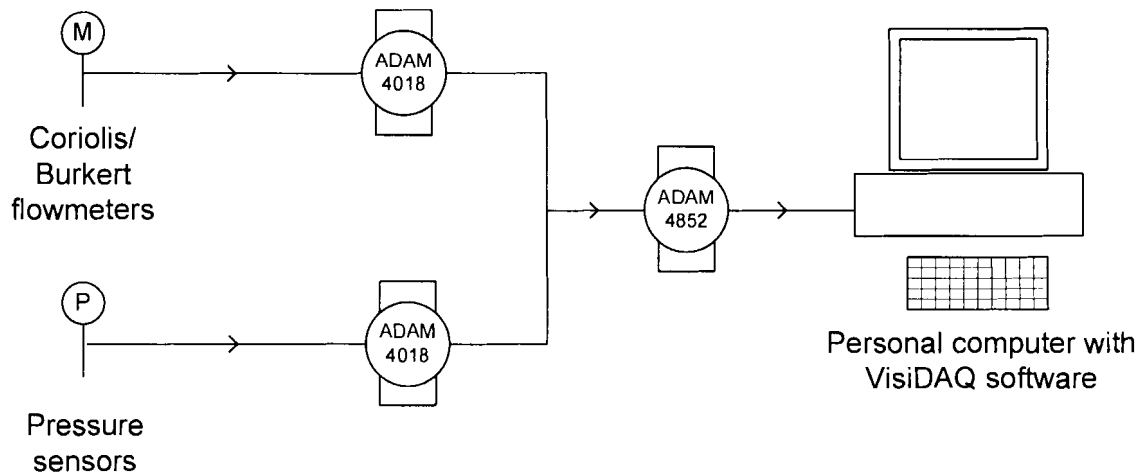 M
ADAM
4018
Coriolis/
Burkert
flowmeters
ADAM
4852
P
ADAM
4018
Pressure
sensors
Personal computer with
VisiDAQ software